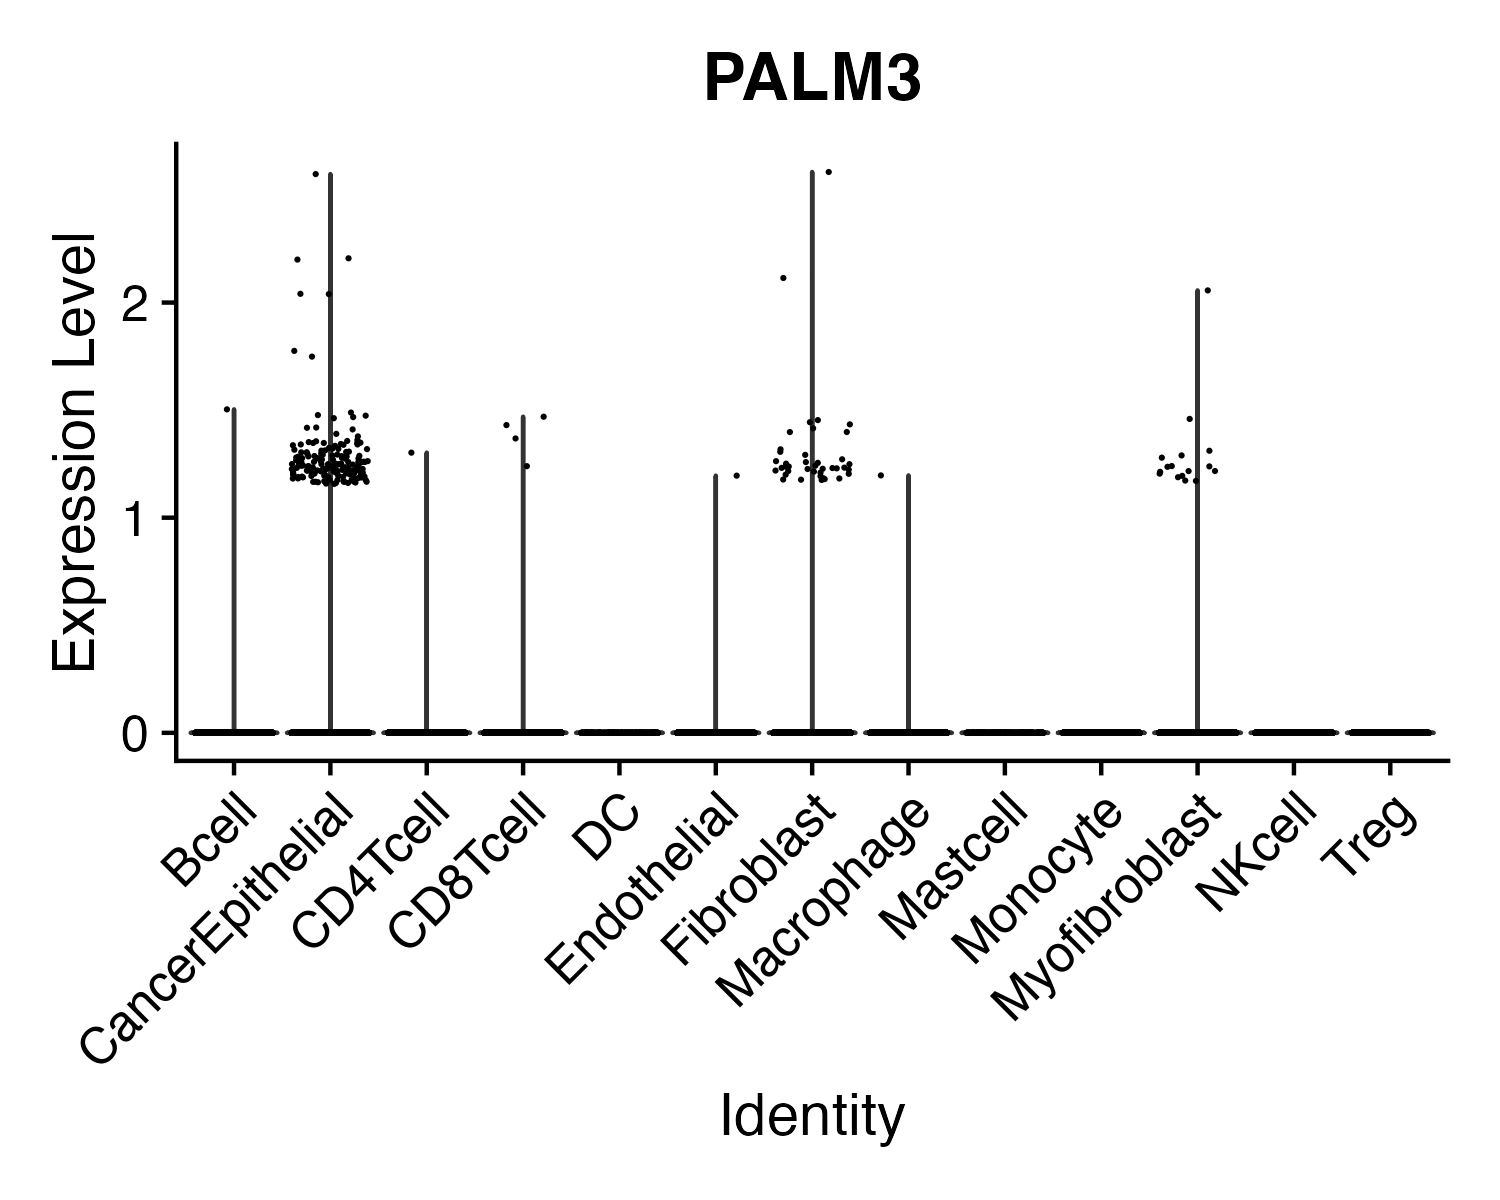 PALM3
Expression Level
2
1
0
Bcell
CancerEpithelial
CD4Tcell
CD8Tcell
DC
Endothelial
Fibroblast
Macrophage
Mastcell
Monocyte
Myofibroblast
NKcell
Treg
Identity